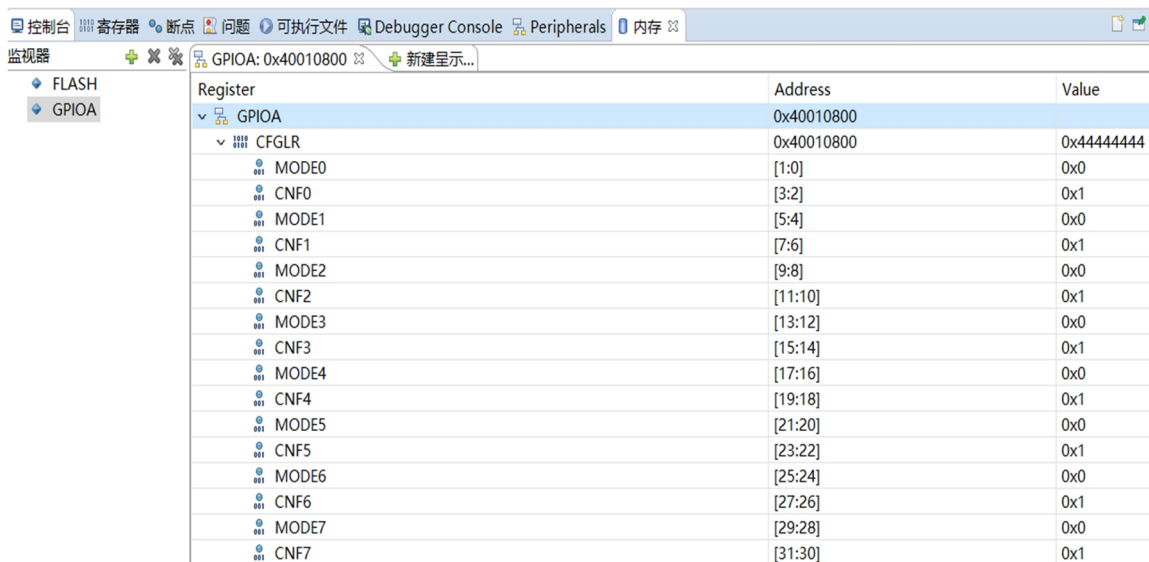 控制台 寄存器 断点 问题 可执行文件 Debugger Console Peripherals 内存
监视器 GPIOA: 0x40010800 新建呈示...
FLASH
GPIOA
Register Address Value
GPIOA 0x40010800
CFGLR 0x40010800 0x44444444
MODE0 [1:0] 0x0
CNF0 [3:2] 0x1
MODE1 [5:4] 0x0
CNF1 [7:6] 0x1
MODE2 [9:8] 0x0
CNF2 [11:10] 0x1
MODE3 [13:12] 0x0
CNF3 [15:14] 0x1
MODE4 [17:16] 0x0
CNF4 [19:18] 0x1
MODE5 [21:20] 0x0
CNF5 [23:22] 0x1
MODE6 [25:24] 0x0
CNF6 [27:26] 0x1
MODE7 [29:28] 0x0
CNF7 [31:30] 0x1